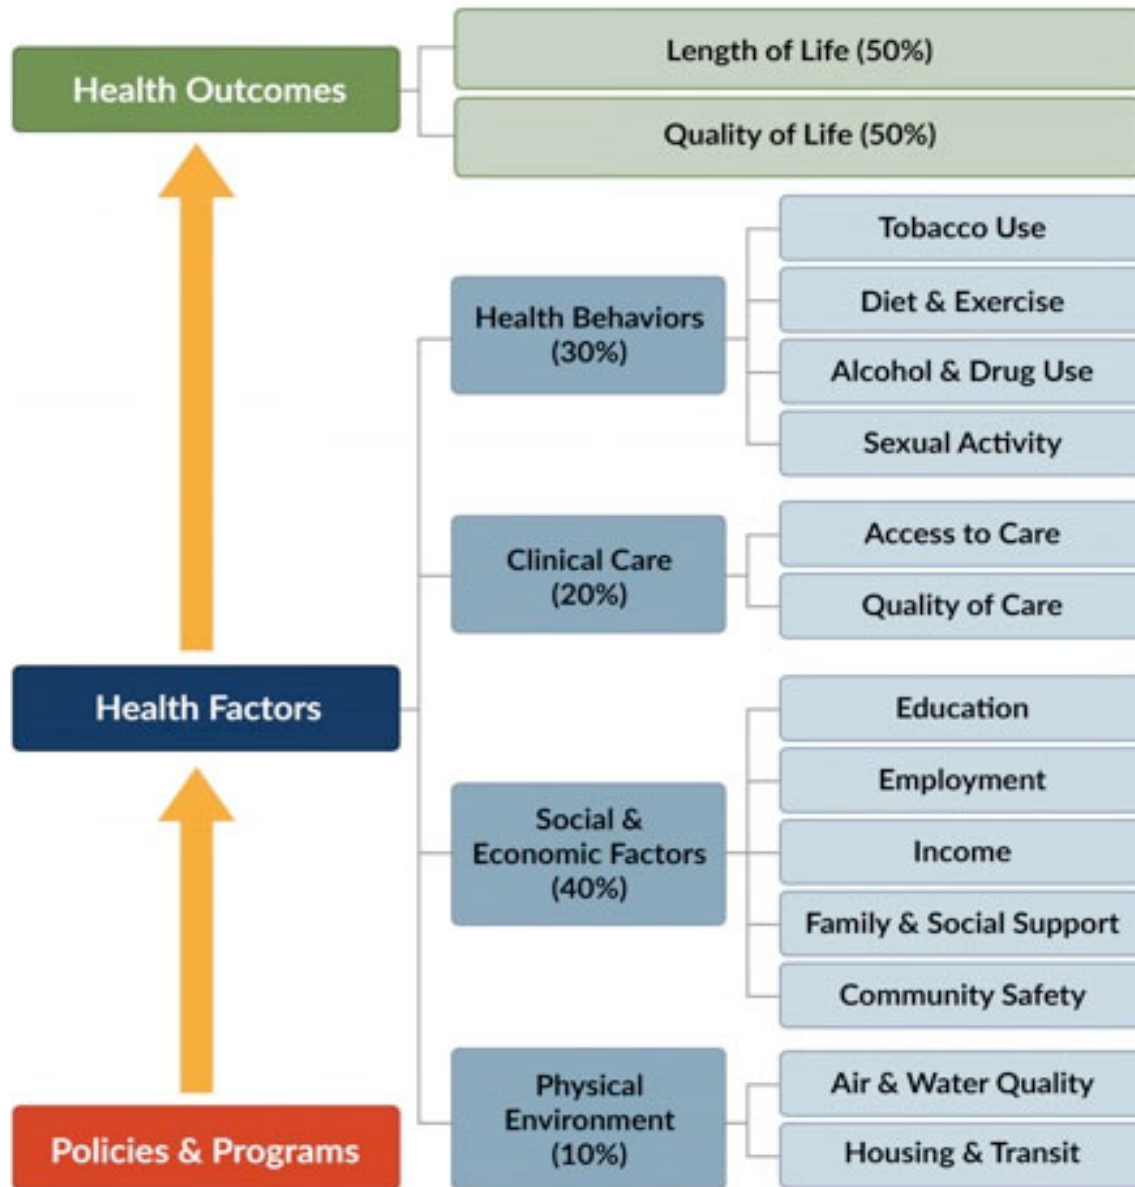 Health Outcomes
Length of Life (50%)
Quality of Life (50%)
Health Factors
Health Behaviors
(30%)
Tobacco Use
Diet & Exercise
Alcohol & Drug Use
Sexual Activity
Clinical Care
(20%)
Access to Care
Quality of Care
Social &
Economic Factors
(40%)
Education
Employment
Income
Family & Social Support
Community Safety
Physical
Environment
(10%)
Air & Water Quality
Housing & Transit
Policies & Programs